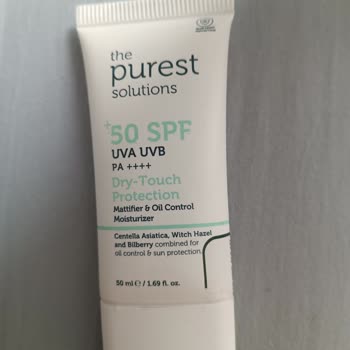 the
purest
solutions
+50 SPF
UVA UVB
PA ++++
Dry-Touch
Protection
Mattifier & Oil Control
Moisturizer
Centella Asiatica, Witch Hazel
and Bilberry combined for
oil control & sun protection.
50 ml ℮ / 1.69 fl. oz.